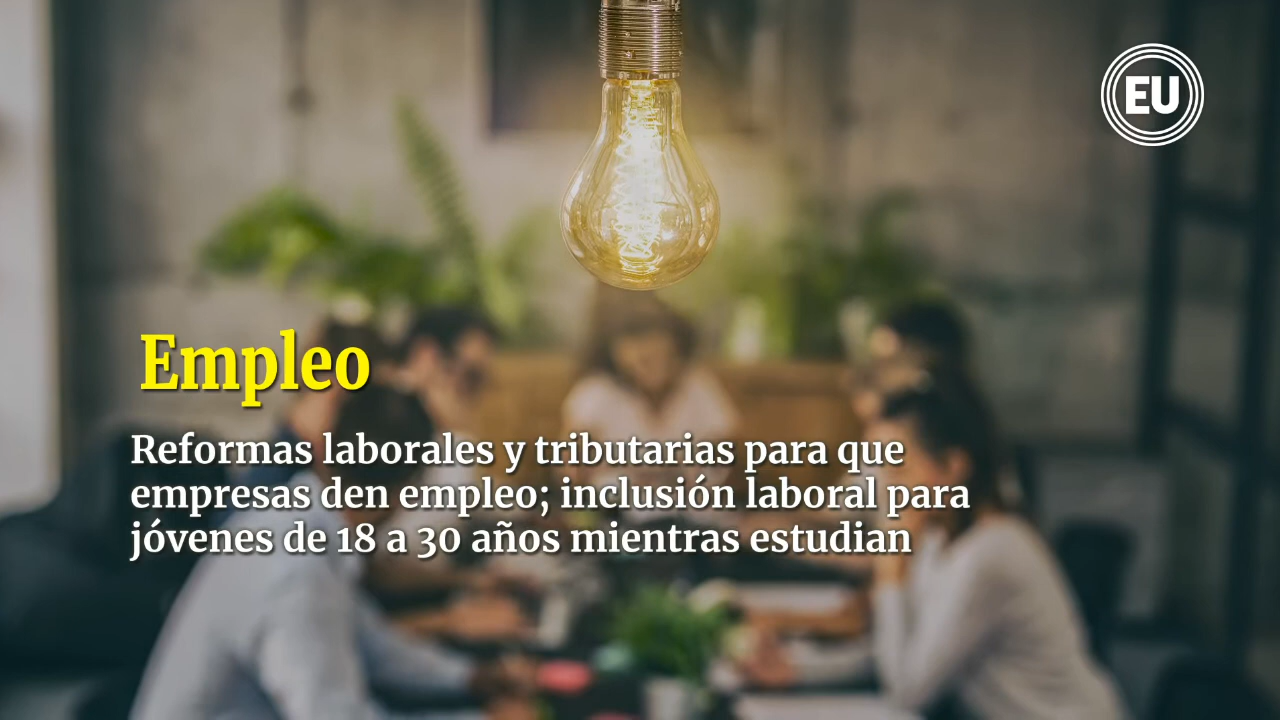 EU
Empleo
Reformas laborales y tributarias para que
empresas den empleo; inclusión laboral para
jóvenes de 18 a 30 años mientras estudian